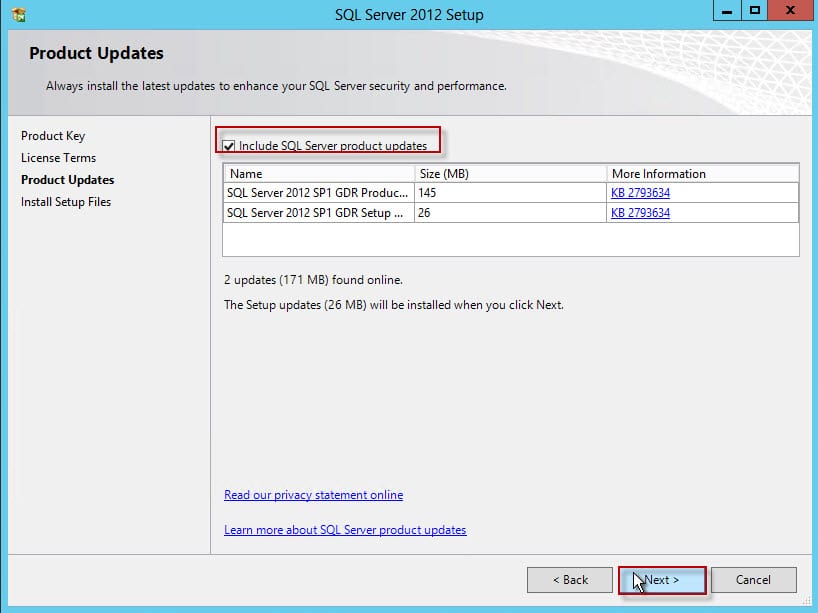 SQL Server 2012 Setup
Product Updates
Always install the latest updates to enhance your SQL Server security and performance.
Product Key
License Terms
Product Updates
Install Setup Files
Include SQL Server product updates
Name Size (MB) More Information
SQL Server 2012 SP1 GDR Produc... 145 KB 2793634
SQL Server 2012 SP1 GDR Setup ... 26 KB 2793634
2 updates (171 MB) found online.
The Setup updates (26 MB) will be installed when you click Next.
Read our privacy statement online
Learn more about SQL Server product updates
< Back Next > Cancel